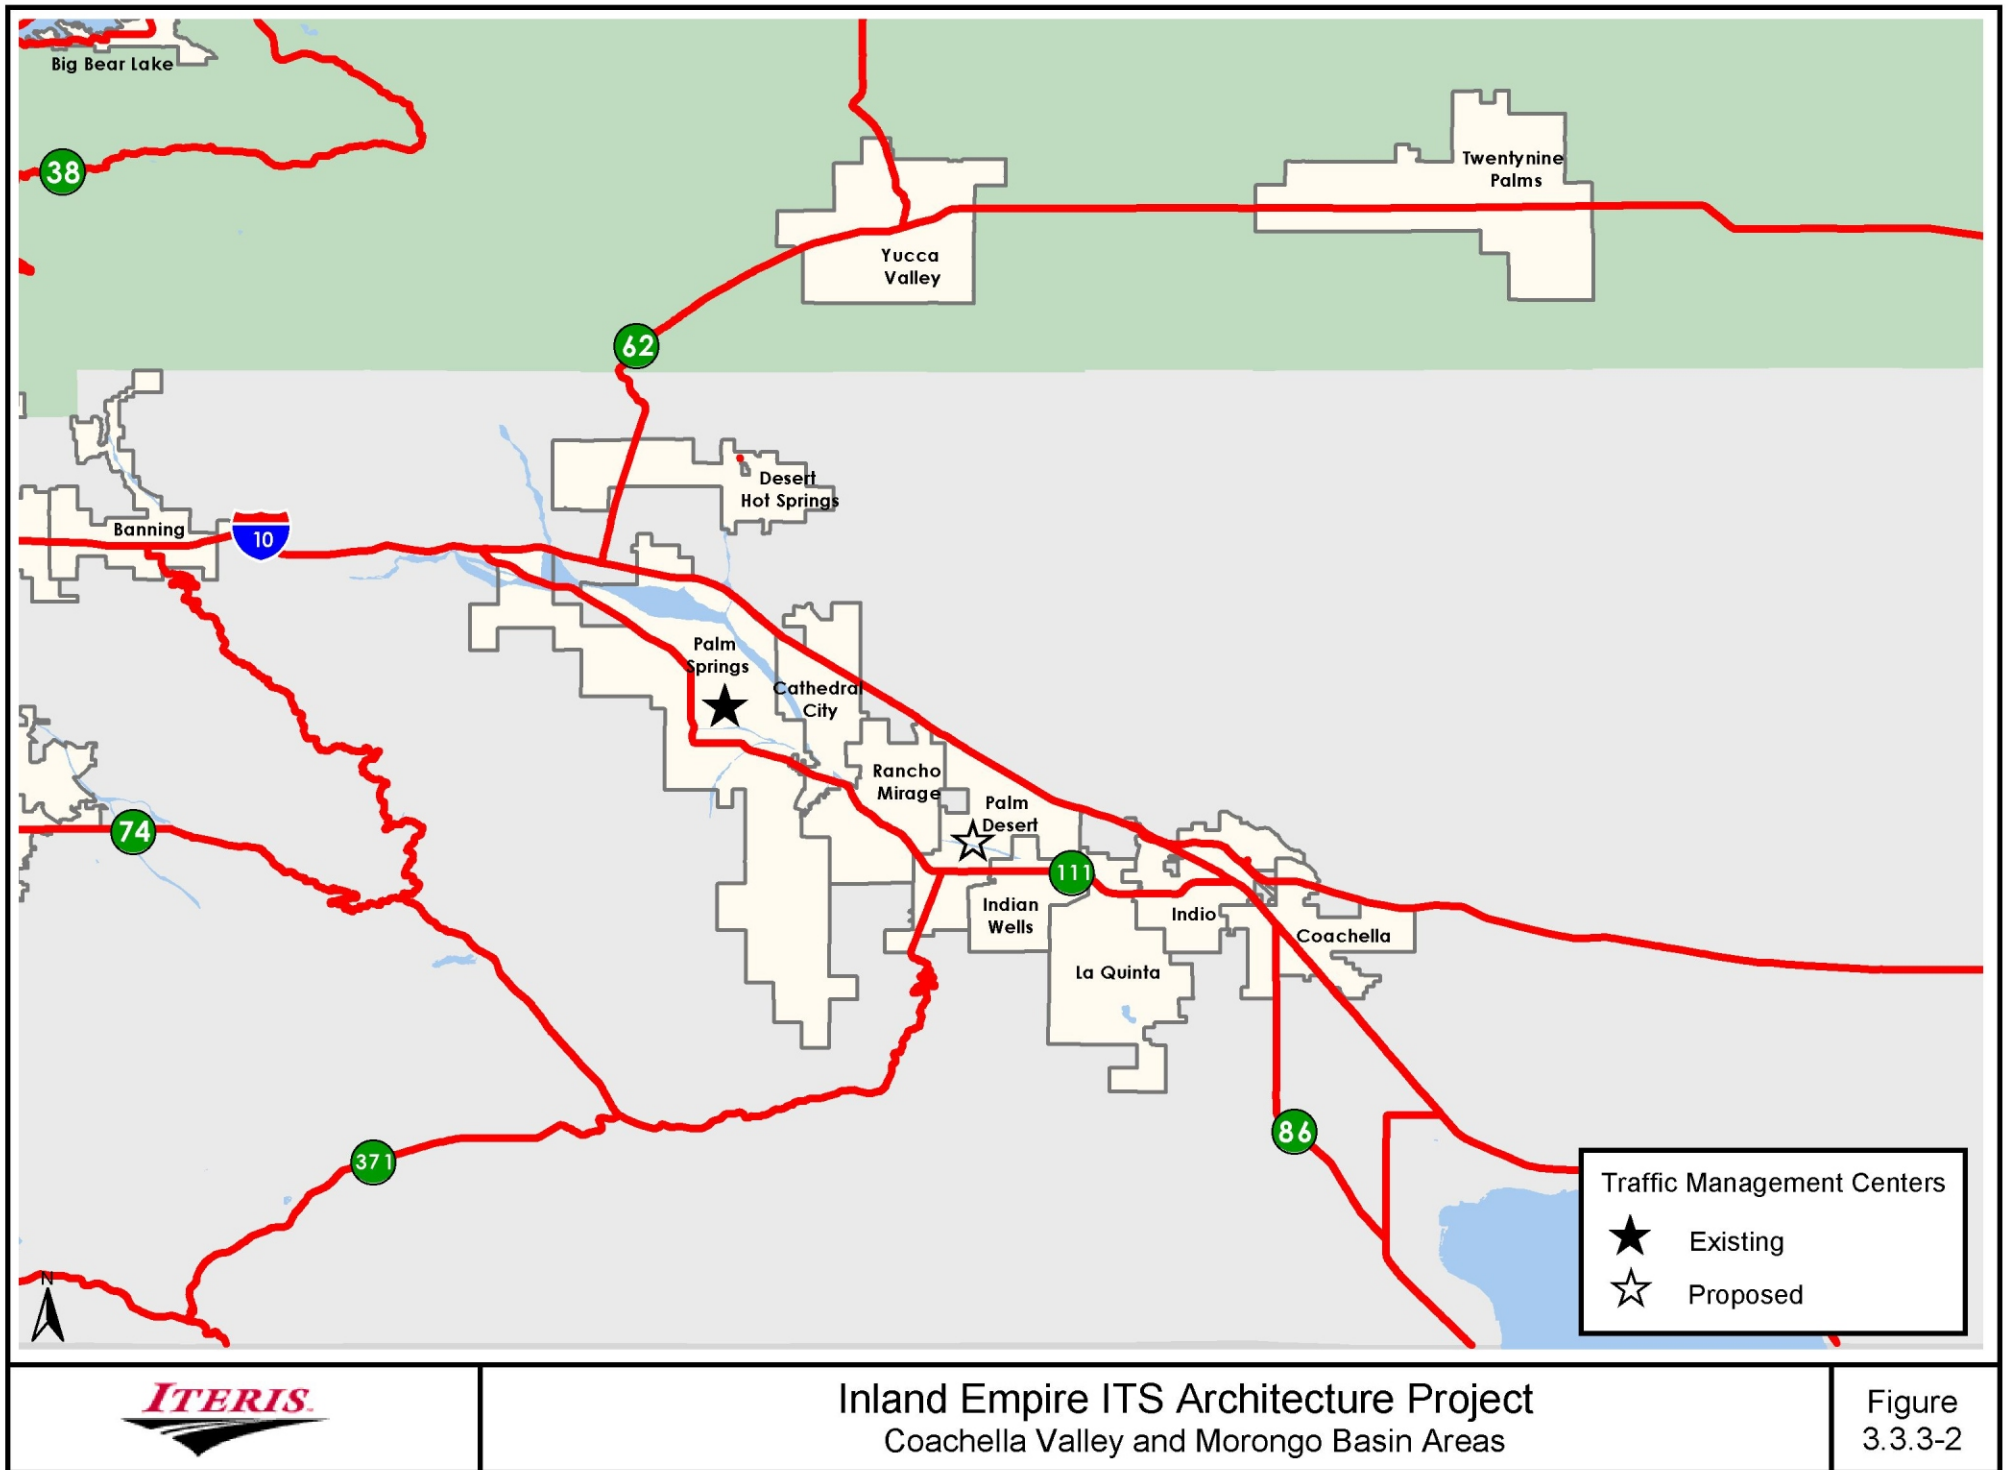 Big Bear Lake
38
Twentynine
Palms
Yucca
Valley
62
Desert
Hot Springs
Banning
10
Palm
Springs
Cathedral
City
Rancho
Mirage
Palm
Desert
74
111
Indian
Wells
Indio
Coachella
La Quinta
86
371
Traffic Management Centers
Existing
Proposed
N
ITERIS
Inland Empire ITS Architecture Project
Coachella Valley and Morongo Basin Areas
Figure
3.3.3-2